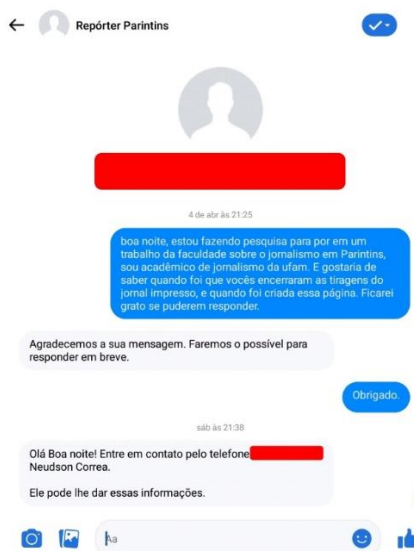 Repórter Parintins
4 de abr às 21:25
boa noite, estou fazendo pesquisa para por em um
trabalho da faculdade sobre o jornalismo em Parintins,
sou acadêmico de jornalismo da ufam. E gostaria de
saber quando foi que vocês encerraram as tiragens do
jornal impresso, e quando foi criada essa página. Ficarei
grato se puderem responder.
Agradecemos a sua mensagem. Faremos o possível para
responder em breve.
Obrigado.
sáb às 21:38
Olá Boa noite! Entre em contato pelo telefone
Neudson Correa.
Ele pode lhe dar essas informações.
Aa